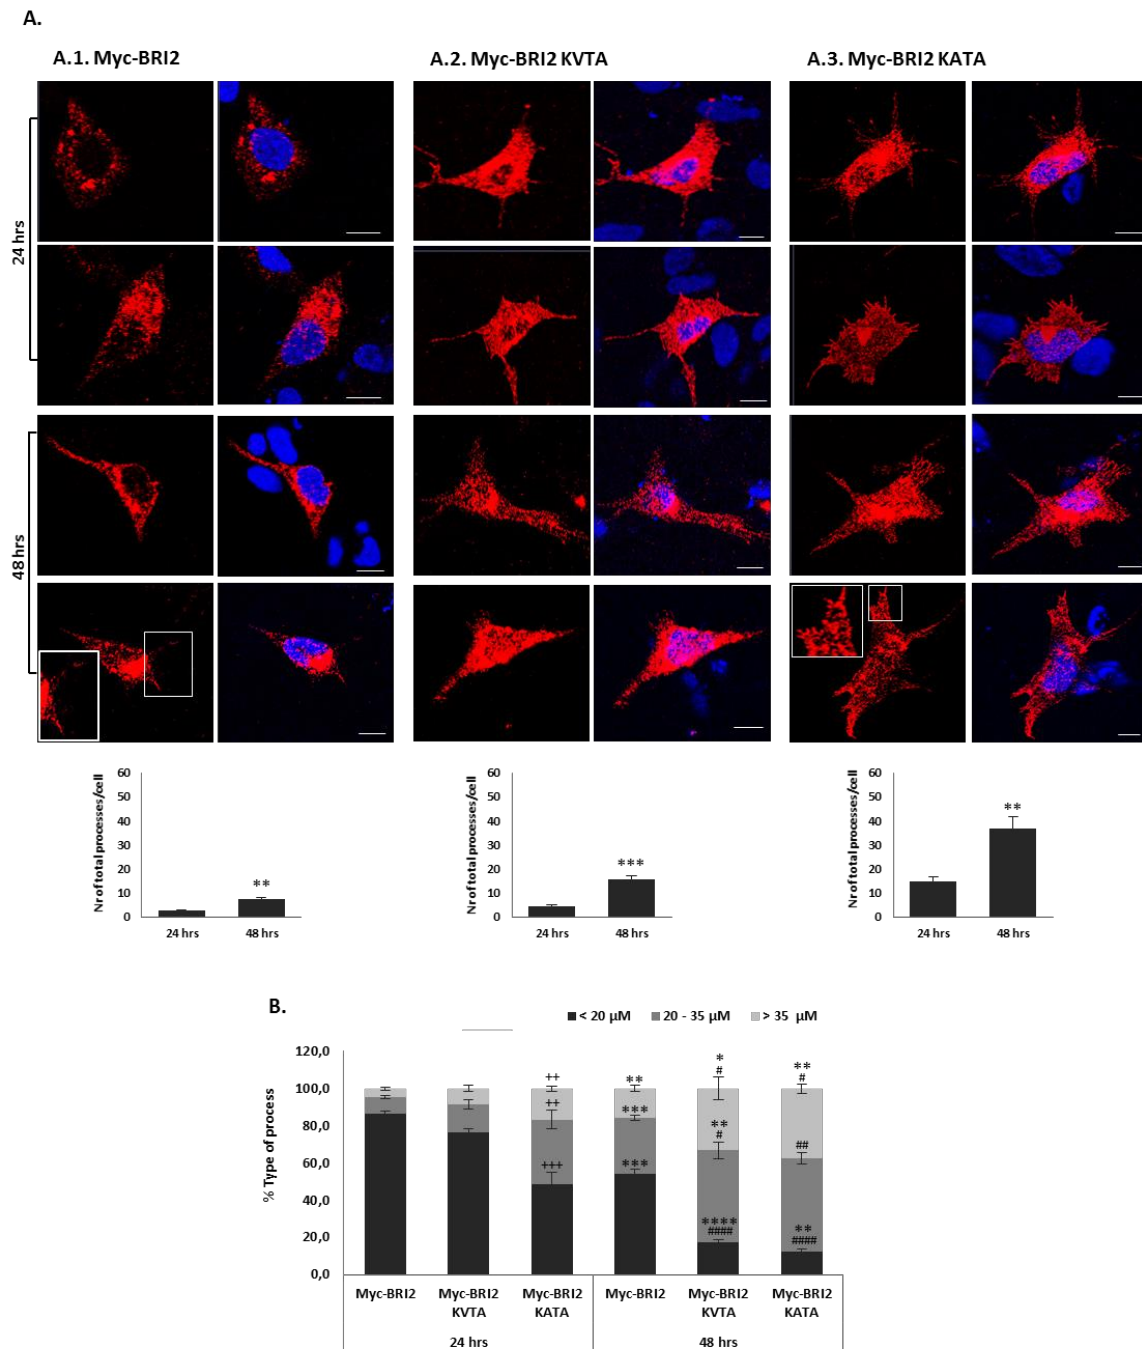 A.
A.1. Myc-BRI2
A.2. Myc-BRI2 KVTA
A.3. Myc-BRI2 KATA
24 hrs
48 hrs
Nr of total processes/cell
60
50
40
30
20
10
0
**
24 hrs
48 hrs
Nr of total processes/cell
60
50
40
30
20
10
0
***
24 hrs
48 hrs
Nr of total processes/cell
60
50
40
30
20
10
0
**
24 hrs
48 hrs
B.
< 20 µM
20 - 35 µM
> 35 µM
% Type of process
120,0
100,0
80,0
60,0
40,0
20,0
0,0
++
++
+++
**
***
***
*
#
**
#
****
####
**
#
##
**
####
Myc-BRI2
Myc-BRI2
KVTA
Myc-BRI2
KATA
Myc-BRI2
Myc-BRI2
KVTA
Myc-BRI2
KATA
24 hrs
48 hrs